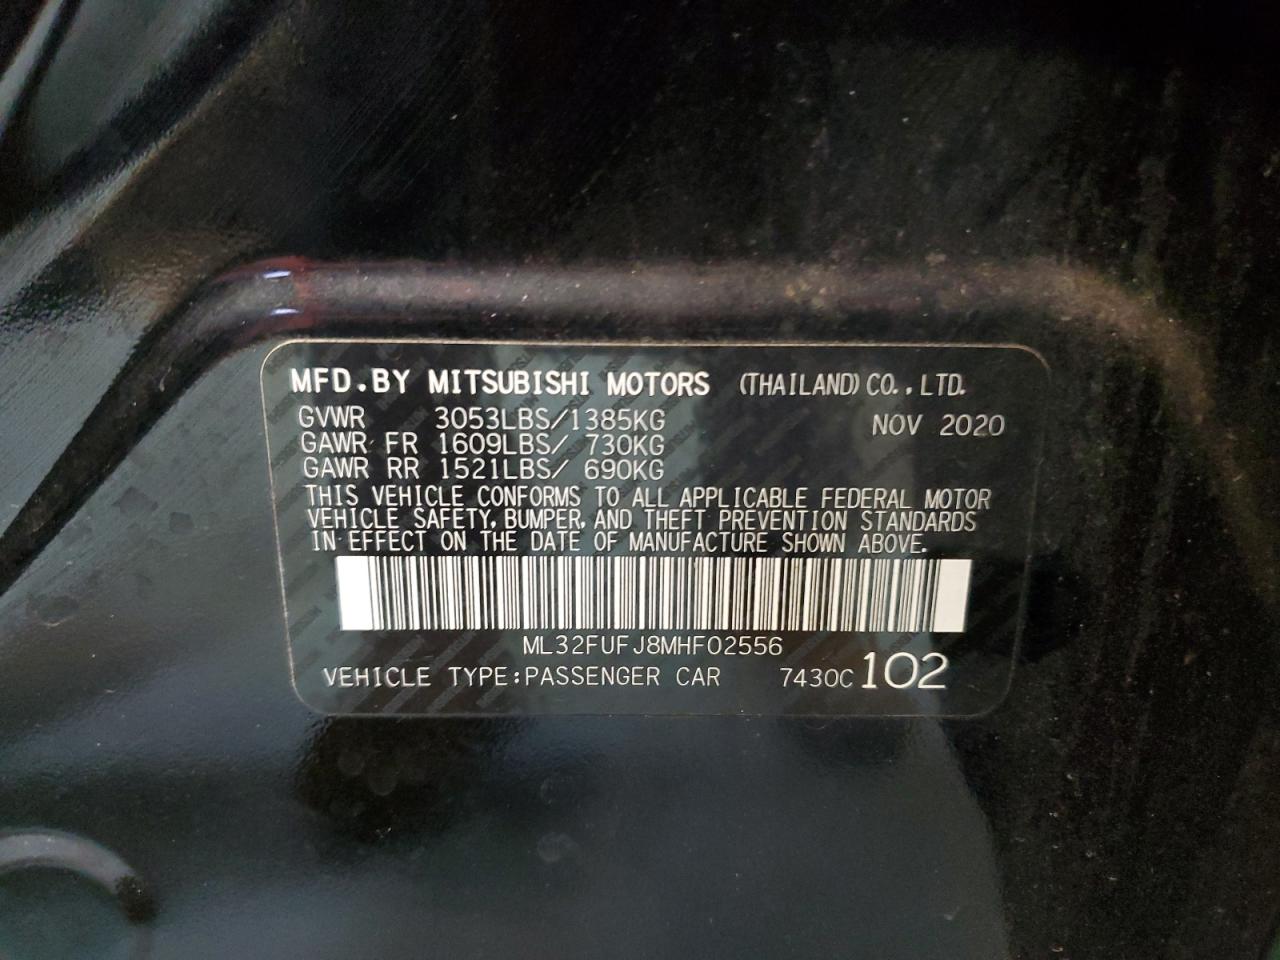 MFD.BY MITSUBISHI MOTORS (THAILAND) CO.,LTD.
GVWR 3053LBS/1385KG NOV 2020
GAWR FR 1609LBS/ 730KG
GAWR RR 1521LBS/ 690KG
THIS VEHICLE CONFORMS TO ALL APPLICABLE FEDERAL MOTOR
VEHICLE SAFETY, BUMPER, AND THEFT PREVENTION STANDARDS
IN EFFECT ON THE DATE OF MANUFACTURE SHOWN ABOVE.
ML32FUFJ8MHF02556
VEHICLE TYPE:PASSENGER CAR 7430C 102